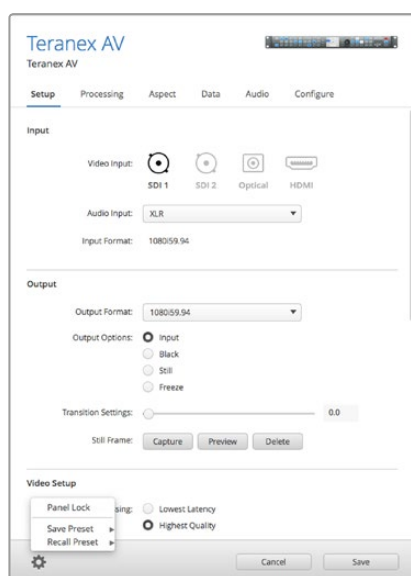 Teranex AV
Teranex AV
Setup Processing Aspect Data Audio Configure
Input
Video Input:
SDI 1 SDI 2 Optical HDMI
Audio Input: XLR
Input Format: 1080i59.94
Output
Output Format: 1080i59.94
Output Options: Input
Black
Still
Freeze
Transition Settings: 0.0
Still Frame: Capture Preview Delete
Video Setup
Panel Lock
sing: Lowest Latency
Save Preset
Highest Quality
Recall Preset
Cancel Save